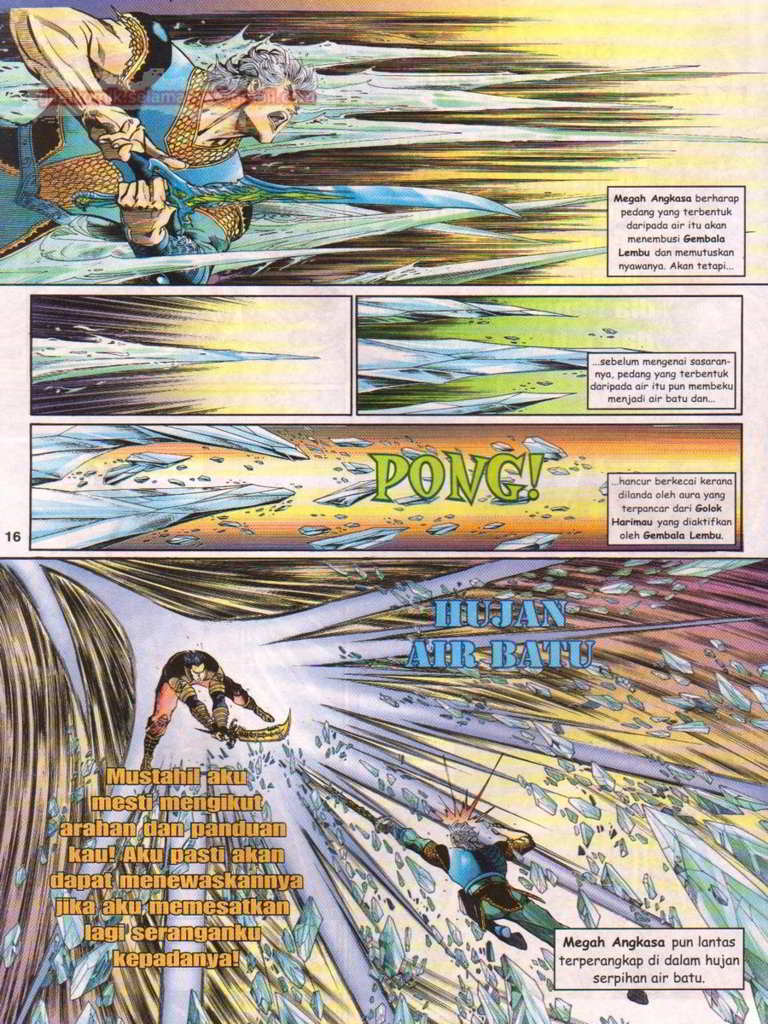 Megah Angkasa berharap
pedang yang terbentuk
daripada air itu akan
menembusi Gembala
Lembu dan memutuskan
nyawanya. Akan tetapi...
...sebelum mengenai sasaran-
nya, pedang yang terbentuk
daripada air itu pun membeku
menjadi air batu dan...
PONG!
...hancur berkecai kerana
dilanda oleh aura yang
terpancar dari Golok
Harimau yang diaktifkan
oleh Gembala Lembu.
16
HUJAN
AIR BATU
Mustahil aku
mesti mengikut
arahan dan panduan
kau! Aku pasti akan
dapat menewaskannya
jika aku memesatkan
lagi seranganku
kepadanya!
Megah Angkasa pun lantas
terperangkap di dalam hujan
serpihan air batu.